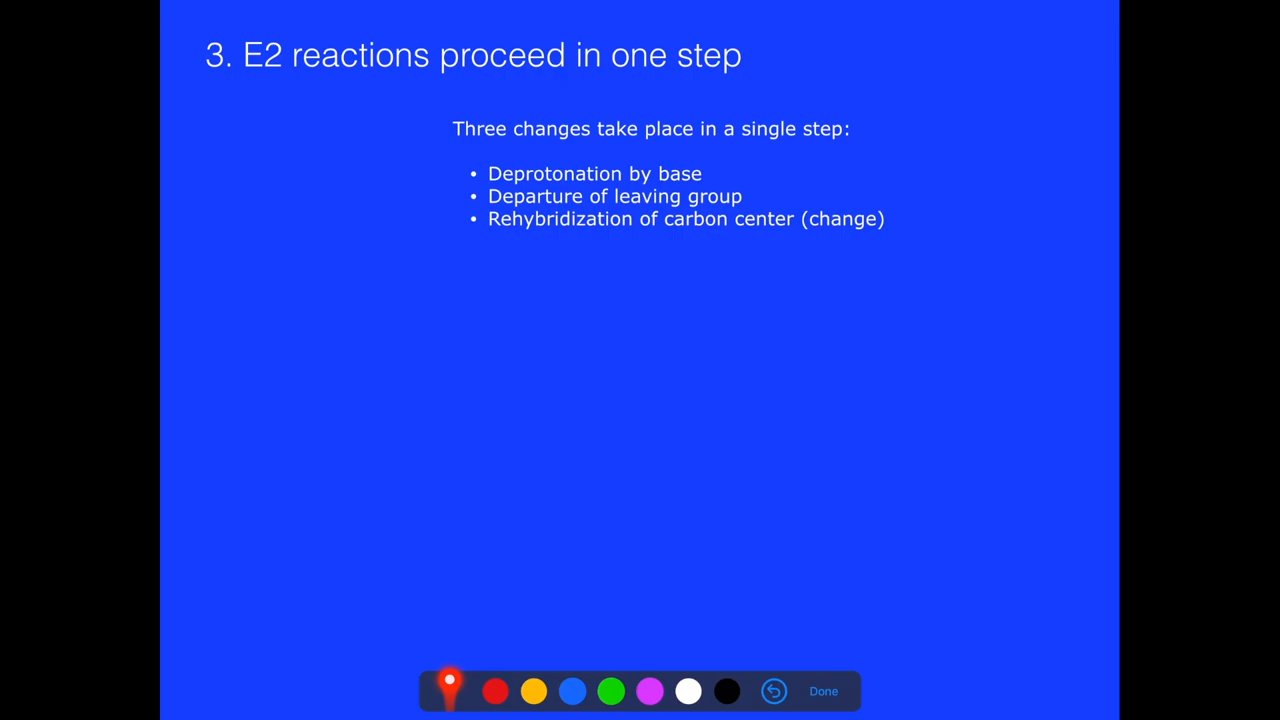 3. E2 reactions proceed in one step
Three changes take place in a single step:
• Deprotonation by base
• Departure of leaving group
• Rehybridization of carbon center (change)
Done